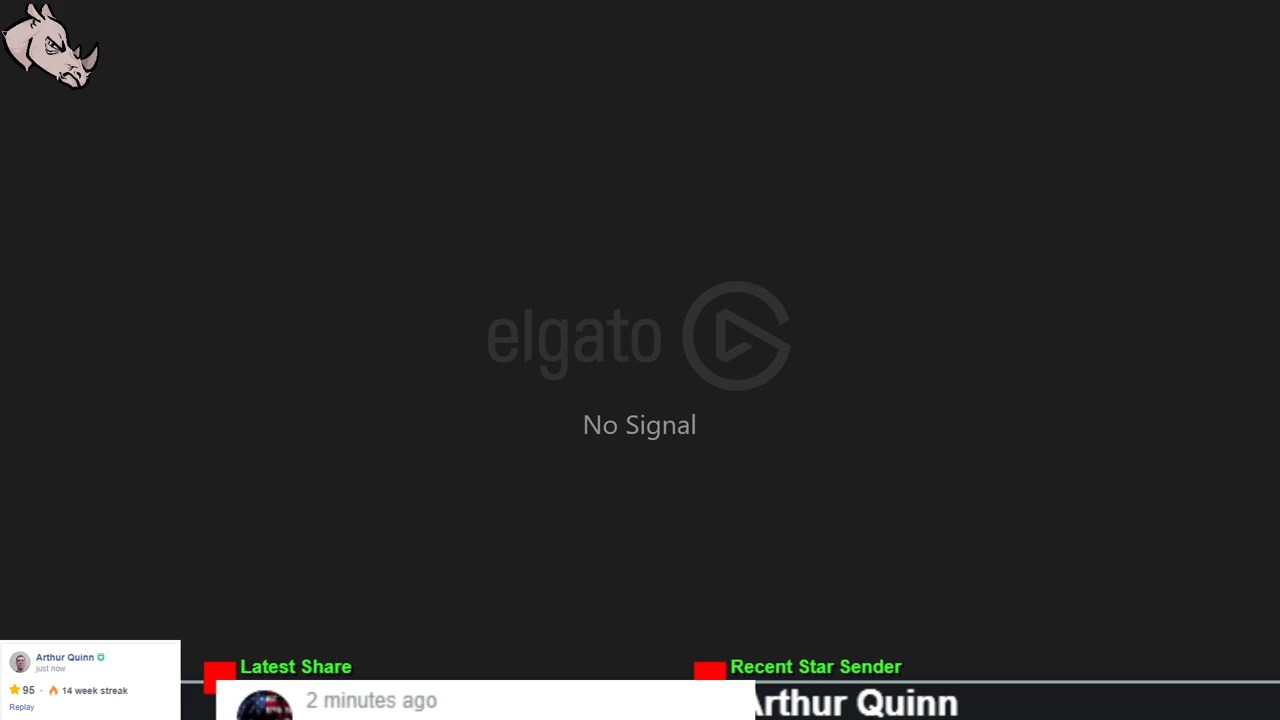 elgato
No Signal
Arthur Quinn
just now
95 · 14 week streak
Replay
Latest Share
2 minutes ago
Recent Star Sender
Arthur Quinn